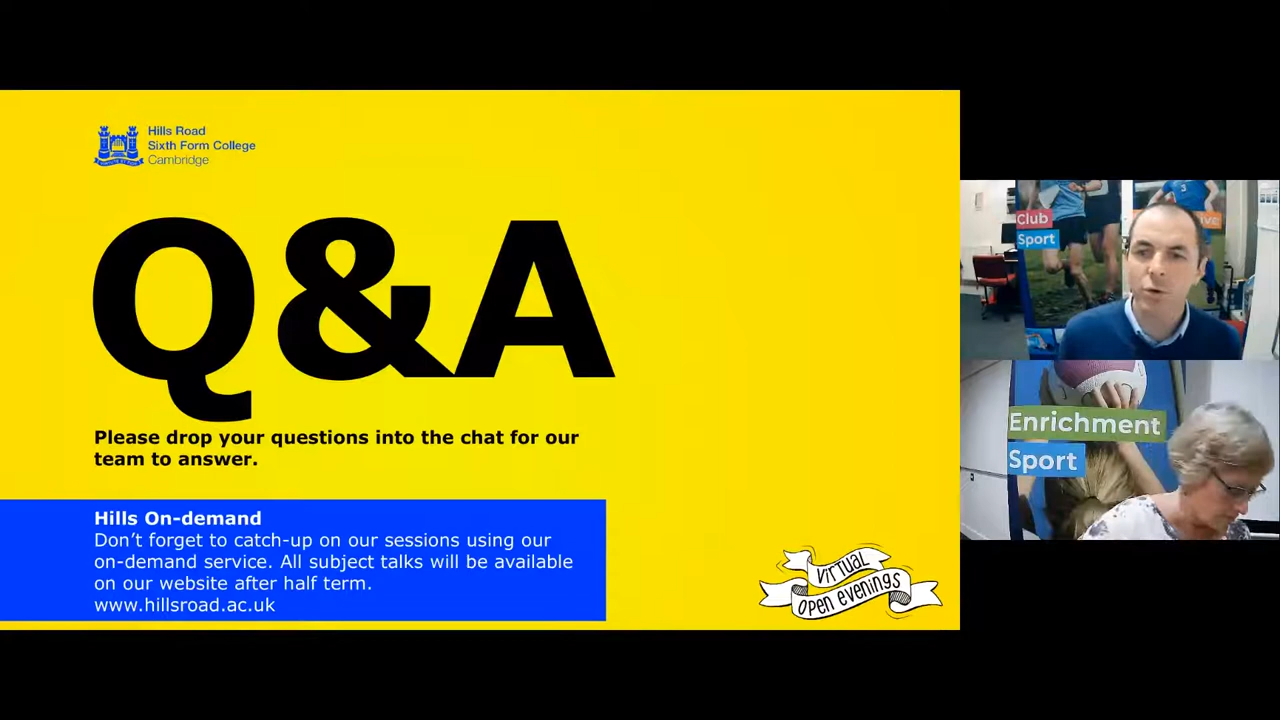 Hills Road
Sixth Form College
Cambridge
Q&A
Please drop your questions into the chat for our
team to answer.
Hills On-demand
Don’t forget to catch-up on our sessions using our
on-demand service. All subject talks will be available
on our website after half term.
www.hillsroad.ac.uk
VIRTUAL
OPEN EVENINGS
Club
Sport
3
Enrichment
Sport